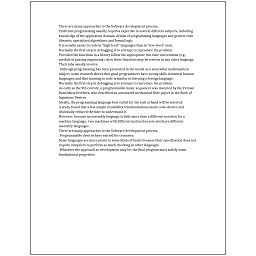 There are many approaches to the Software development process.
Proficient programming usually requires expertise in several different subjects, including
knowledge of the application domain, details of programming languages and generic code
libraries, specialized algorithms, and formal logic.
It is usually easier to code in "high-level" languages than in "low-level" ones.
Normally the first step in debugging is to attempt to reproduce the problem.
Provided the functions in a library follow the appropriate run-time conventions (e.g.,
method of passing arguments), then these functions may be written in any other language.
Their jobs usually involve:
Although programming has been presented in the media as a somewhat mathematical
subject, some research shows that good programmers have strong skills in natural human
languages, and that learning to code is similar to learning a foreign language.
Normally the first step in debugging is to attempt to reproduce the problem.
As early as the 9th century, a programmable music sequencer was invented by the Persian
Banu Musa brothers, who described an automated mechanical flute player in the Book of
Ingenious Devices.
Ideally, the programming language best suited for the task at hand will be selected.
A study found that a few simple readability transformations made code shorter and
drastically reduced the time to understand it.
However, because an assembly language is little more than a different notation for a
machine language, two machines with different instruction sets also have different
assembly languages.
There are many approaches to the Software development process.
Programmable devices have existed for centuries.
Some languages are more prone to some kinds of faults because their specification does not
require compilers to perform as much checking as other languages.
Whatever the approach to development may be, the final program must satisfy some
fundamental properties.